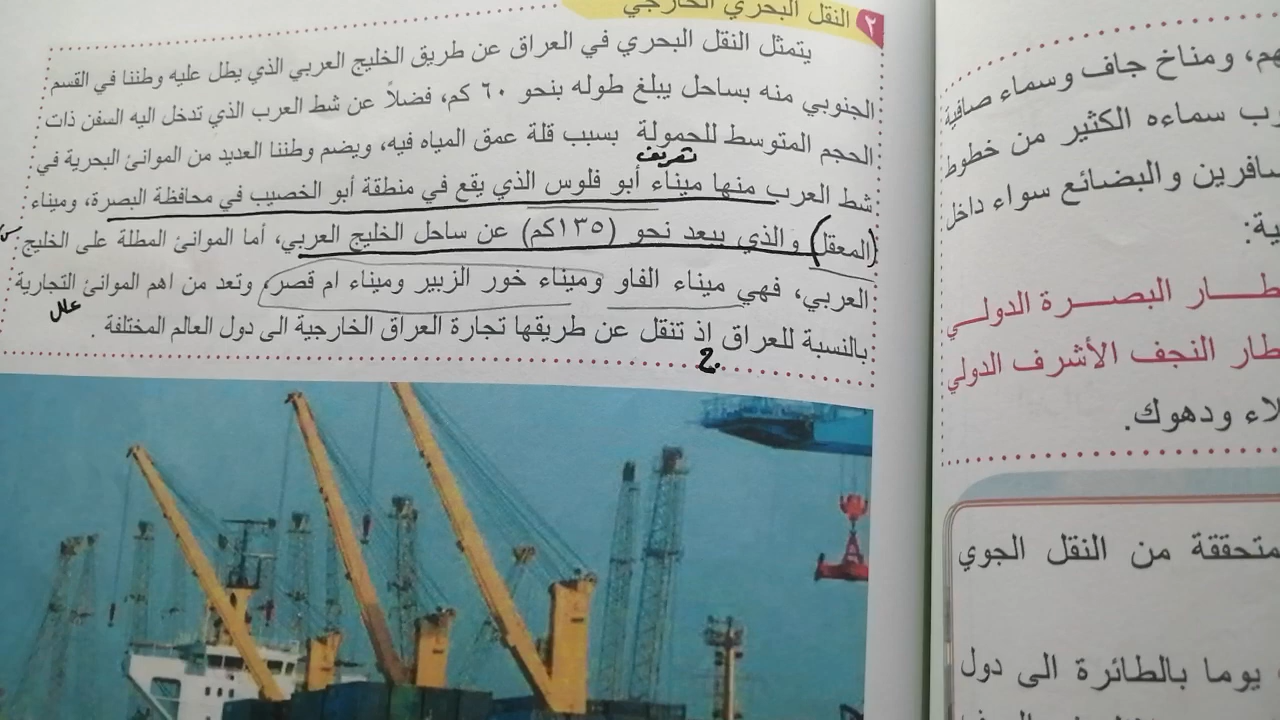 ٢ النقل البحري الخارجي
يتمثل النقل البحري في العراق عن طريق الخليج العربي الذي يطل عليه وطننا في القسم
الجنوبي منه بساحل يبلغ طوله بنحو ٦٠ كم، فضلاً عن شط العرب الذي تدخل اليه السفن ذات
الحجم المتوسط للحمولة بسبب قلة عمق المياه فيه، ويضم وطننا العديد من الموانئ البحرية في
تعريف
شط العرب منها ميناء أبو فلوس الذي يقع في منطقة أبو الخصيب في محافظة البصرة، وميناء
(المعقل) والذي يبعد نحو (١٣٥كم) عن ساحل الخليج العربي، أما الموانئ المطلة على الخليج
العربي، فهي ميناء الفاو وميناء خور الزبير وميناء ام قصر، وتعد من اهم الموانئ التجارية
علل
بالنسبة للعراق إذ تنقل عن طريقها تجارة العراق الخارجية الى دول العالم المختلفة.
ج
هم، ومناخ جاف وسماء صافية
سماءه الكثير من خطوط
والبضائع سواء داخل
ية:
ـطـــار البصـــرة الدولـــي
طار النجف الأشرف الدولي
لاء ودهوك.
متحققة من النقل الجوي
يوما بالطائرة الى دول